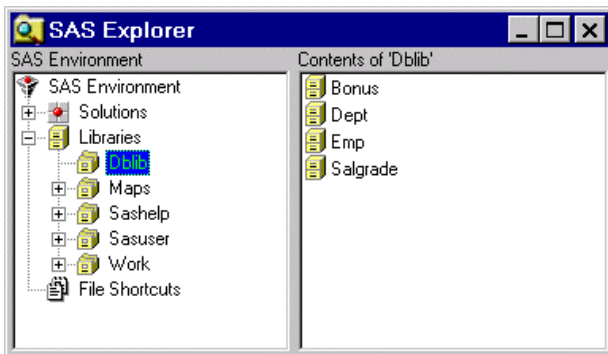 SAS Explorer
SAS Environment
Contents of 'Dblib'
SAS Environment
Solutions
Libraries
Dblib
Maps
Sashelp
Sasuser
Work
File Shortcuts
Bonus
Dept
Emp
Salgrade